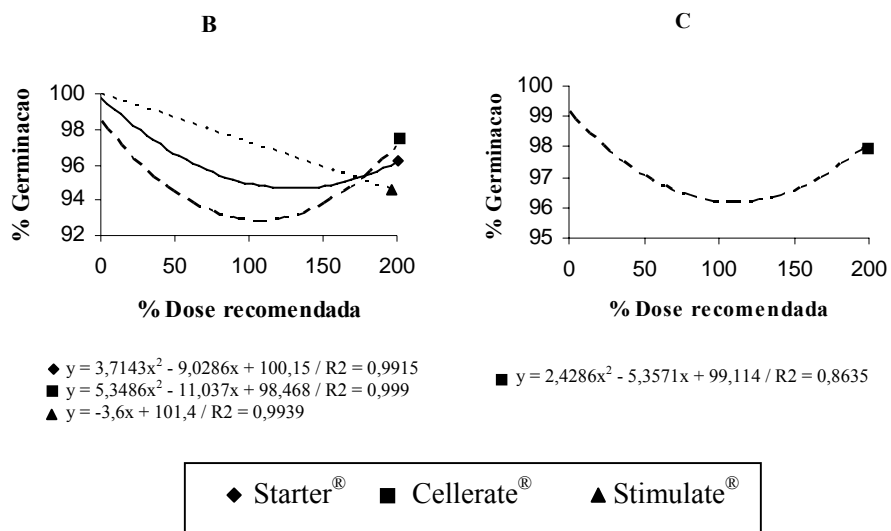 B
% Germinacao
100
98
96
94
92
0 50 100 150 200
% Dose recomendada
◆ y = 3,7143x² - 9,0286x + 100,15 / R2 = 0,9915
■ y = 5,3486x² - 11,037x + 98,468 / R2 = 0,999
▲ y = -3,6x + 101,4 / R2 = 0,9939
C
% Germinacao
100
99
98
97
96
95
0 50 100 150 200
% Dose recomendada
■ y = 2,4286x² - 5,3571x + 99,114 / R2 = 0,8635
◆ Starter® ■ Cellerate® ▲ Stimulate®